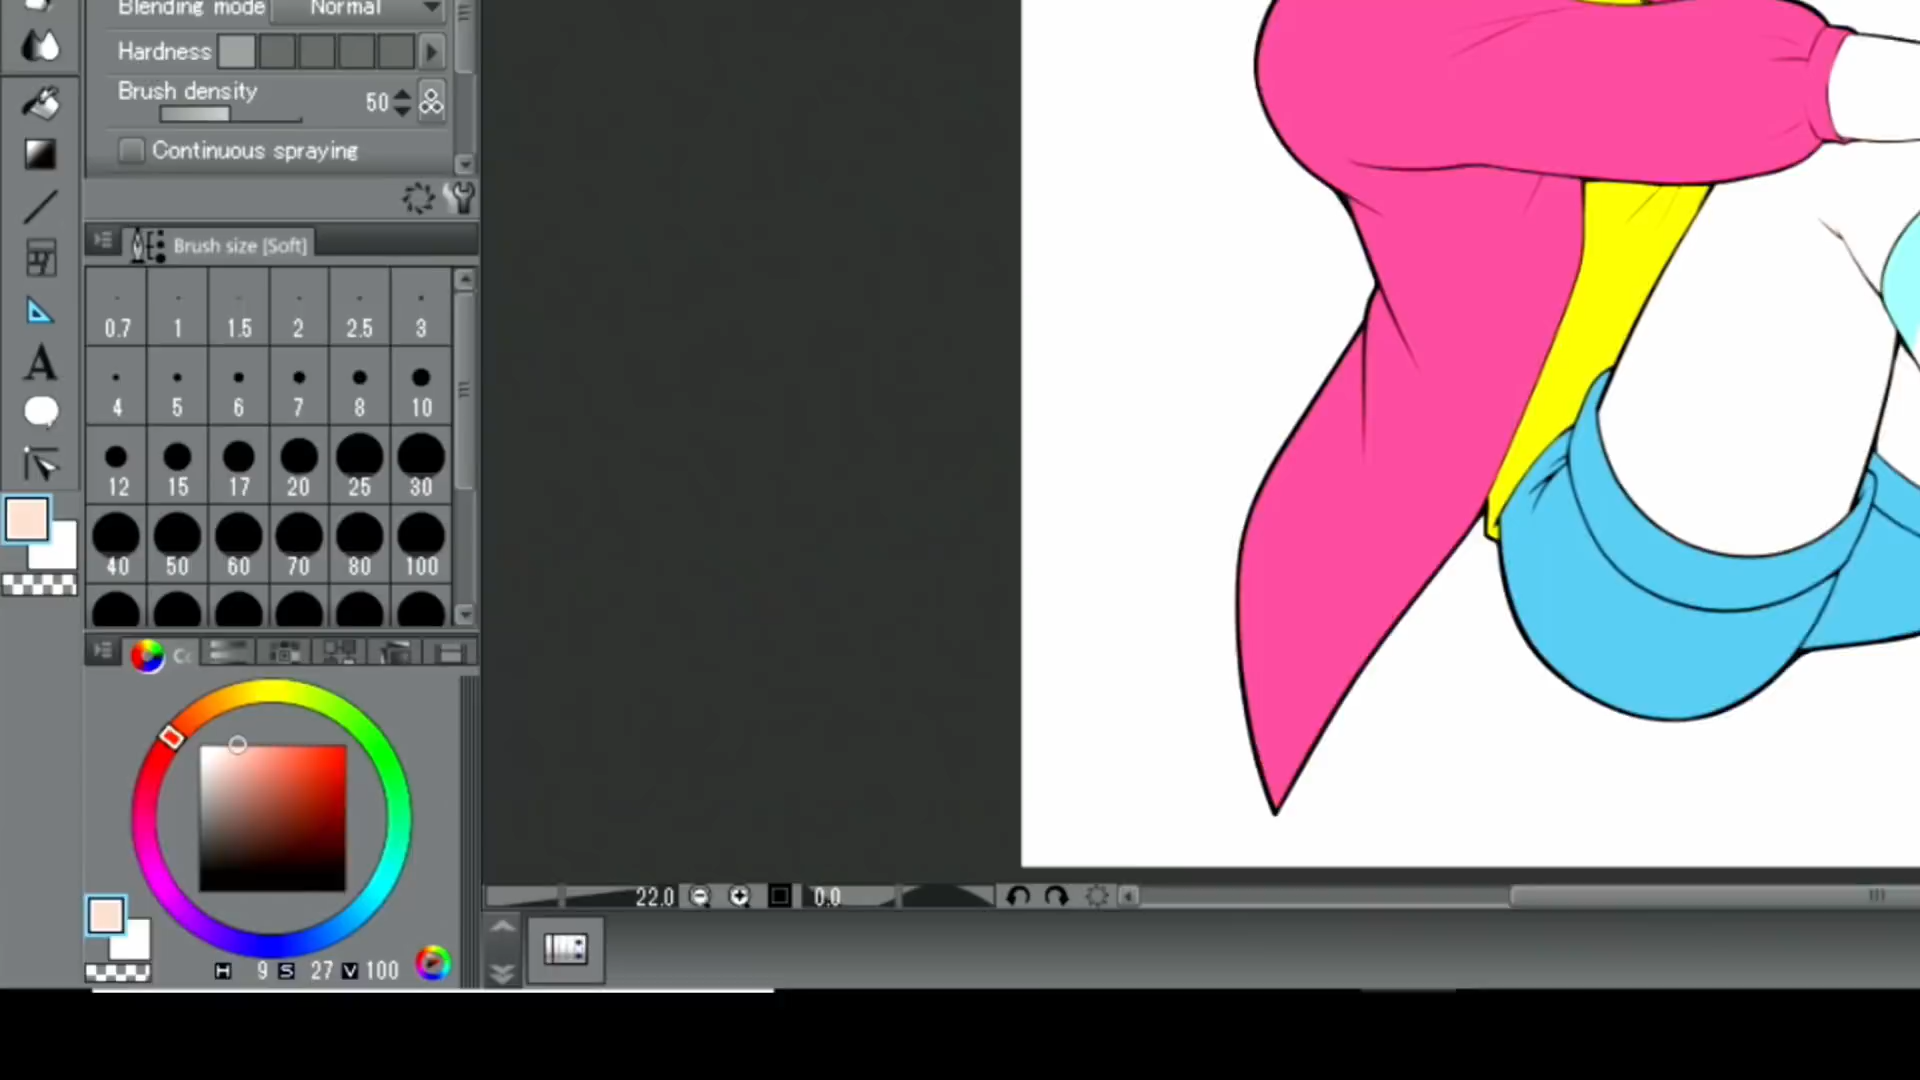 Blending mode Normal
Hardness
Brush density
50
Continuous spraying
Brush size [Soft]
0.7 1 1.5 2 2.5 3
4 5 6 7 8 10
12 15 17 20 25 30
40 50 60 70 80 100
22.0 0.0
H 9 S 27 V 100